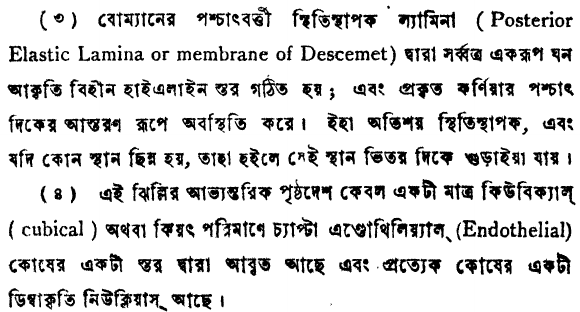 (৩) বোম্যানের পশ্চাৎবর্ত্তী স্থিতিস্থাপক ল্যামিনা (Posterior
Elastic Lamina or membrane of Descemet) দ্বারা সর্ব্বত্র একরূপ ঘন
আকৃতি বিহীন হাইএলাইন স্তর গঠিত হয়; এবং প্রকৃত কর্ণিয়ার পশ্চাৎ
দিকের আস্তরণ রূপে অবস্থিতি করে। ইহা অতিশয় স্থিতিস্থাপক, এবং
যদি কোন স্থান ছিন্ন হয়, তাহা হইলে সেই স্থান ভিতর দিকে গুড়াইয়া যায়।
(৪) এই ঝিল্লির আভ্যন্তরিক পৃষ্ঠদেশ কেবল একটী মাত্র কিউবিক্যাল্
(cubical) অথবা কিয়ৎ পরিমাণে চ্যাপ্টা এণ্ডোথিলিয়্যাল্ (Endothelial)
কোষের একটী স্তর দ্বারা আবৃত আছে এবং প্রত্যেক কোষের একটী
ডিম্বাকৃতি নিউক্লিয়াস্ আছে।